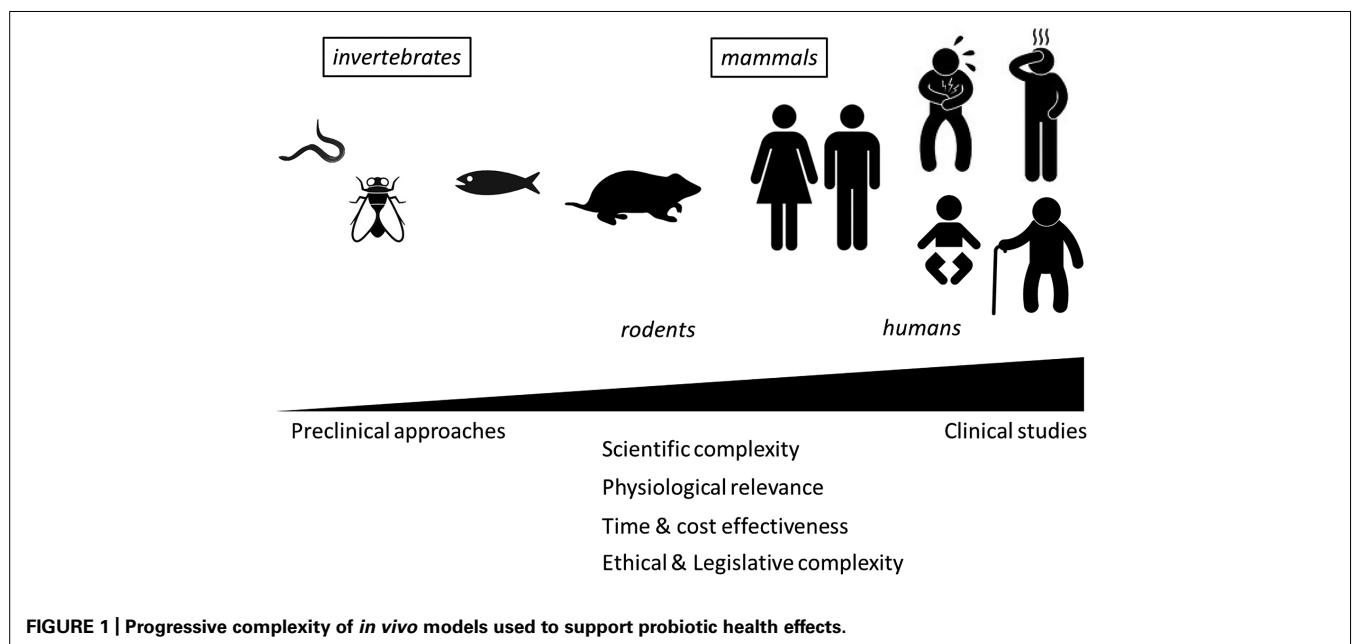 invertebrates
mammals
rodents
humans
Preclinical approaches
Clinical studies
Scientific complexity
Physiological relevance
Time & cost effectiveness
Ethical & Legislative complexity
FIGURE 1 | Progressive complexity of in vivo models used to support probiotic health effects.